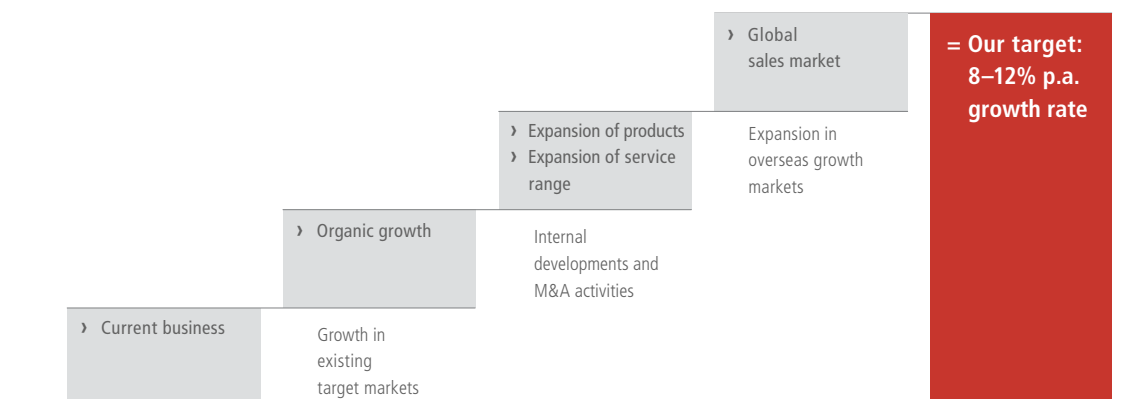 › Global
sales market
= Our target:
8–12% p.a.
growth rate
› Expansion of products
› Expansion of service
range
Expansion in
overseas growth
markets
› Organic growth
Internal
developments and
M&A activities
› Current business
Growth in
existing
target markets